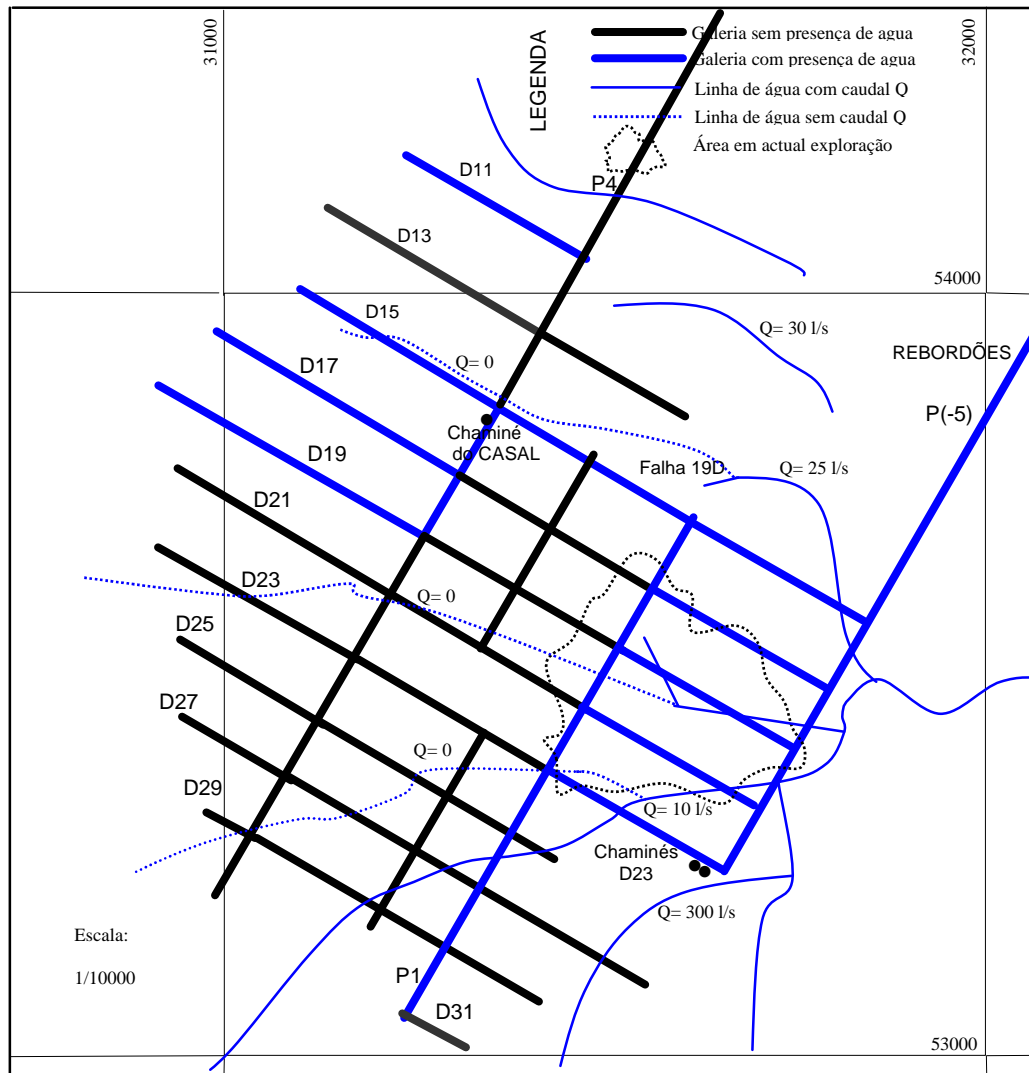 31000
32000
LEGENDA
Galeria sem presença de agua
Galeria com presença de agua
Linha de água com caudal Q
Linha de água sem caudal Q
Área em actual exploração
D11
P4
D13
54000
D15
Q= 30 l/s
REBORDÕES
D17
Q= 0
P(-5)
Chaminé
do CASAL
D19
Falha 19D
Q= 25 l/s
D21
D23
Q= 0
D25
D27
Q= 0
D29
Q= 10 l/s
Chaminés
D23
Q= 300 l/s
Escala:
1/10000
P1
D31
53000